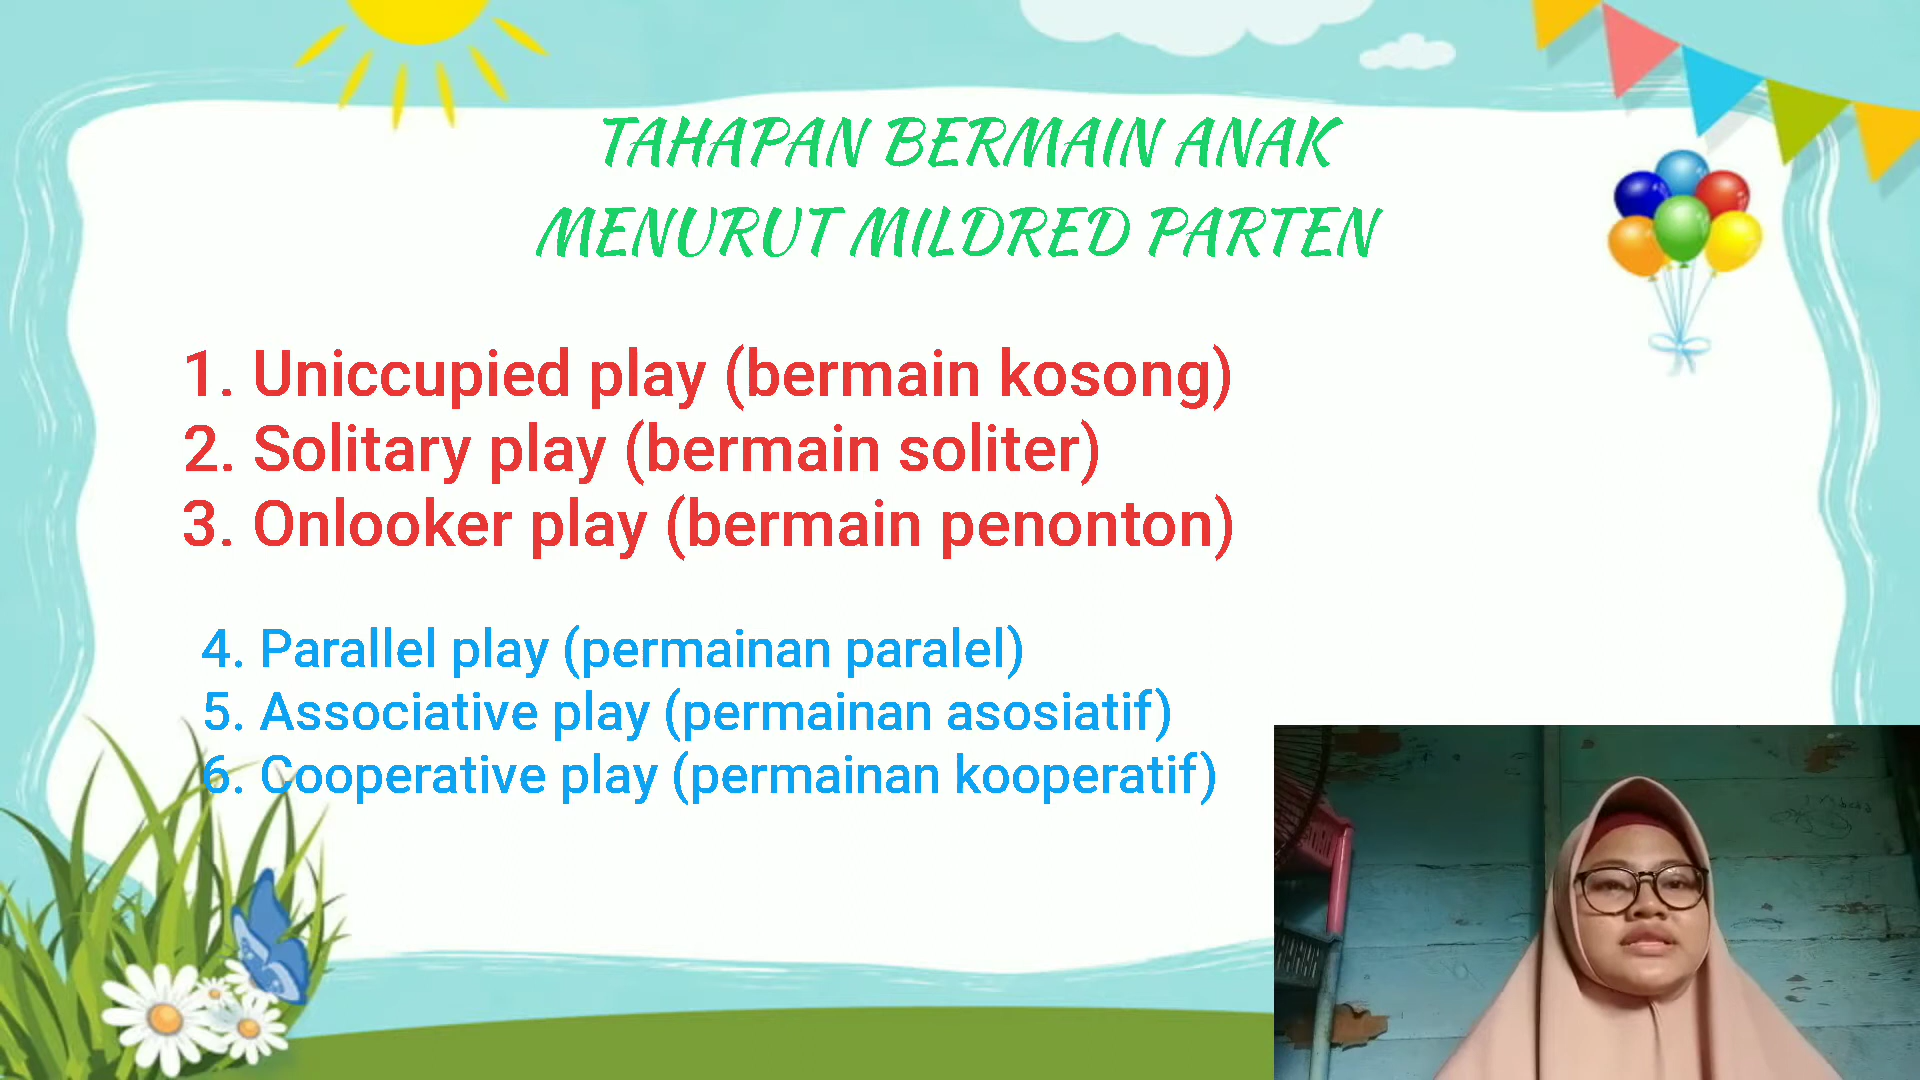 TAHAPAN BERMAIN ANAK
MENURUT MILDRED PARTEN
1. Uniccupied play (bermain kosong)
2. Solitary play (bermain soliter)
3. Onlooker play (bermain penonton)
4. Parallel play (permainan paralel)
5. Associative play (permainan asosiatif)
6. Cooperative play (permainan kooperatif)